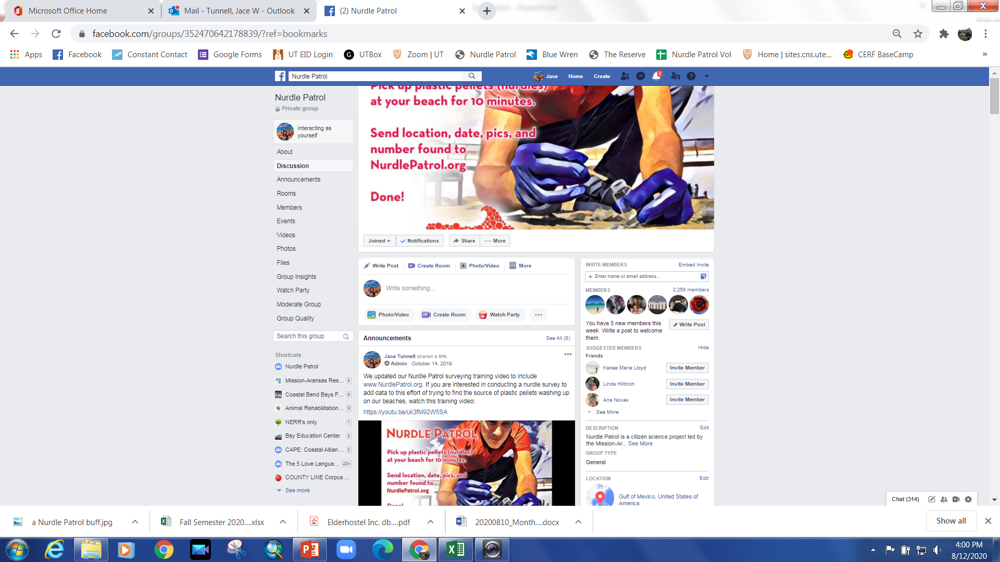 Microsoft Office Home
Mail - Tunnell, Jace W - Outlook
(2) Nurdle Patrol
facebook.com/groups/352470642178839/?ref=bookmarks
Apps Facebook Constant Contact Google Forms UT EID Login UTBox Zoom | UT Nurdle Patrol Blue Wren The Reserve Nurdle Patrol Vol Home | sites.cns.ute... CERF BaseCamp »
Nurdle Patrol
Jace Home Create 2
Nurdle Patrol
Private group
Interacting as
yourself
About
Discussion
Announcements
Rooms
Members
Events
Videos
Photos
Files
Group Insights
Watch Party
Moderate Group
Group Quality
Search this group
Shortcuts
Nurdle Patrol
Mission-Aransas Res... 9
Coastal Bend Bays F... 9
Animal Rehabilitation... 9
NERR's only 1
Bay Education Center 9
CAPE: Coastal Allian... 2
The 5 Love Langua... 20+
COUNTY LINE Corpus ...
See more
Pick up plastic pellets (nurdles)
at your beach for 10 minutes.
Send location, date, pics, and
number found to
NurdlePatrol.org
Done!
Joined Notifications Share More
Write Post Create Room Photo/Video More
Write something...
Photo/Video Create Room Watch Party
Announcements See All (8)
Jace Tunnell shared a link.
Admin · October 14, 2019
We updated our Nurdle Patrol surveying training video to include
www.NurdlePatrol.org. If you are interested in conducting a nurdle survey to
add data to this effort of trying to find the source of plastic pellets washing up
on our beaches, watch this training video:
https://youtu.be/uk3fM92W5SA
NURDLE PATROL
Pick up plastic pellets (nurdles)
at your beach for 10 minutes.
Send location, date, pics, and
number found to
NurdlePatrol.org
Done!
INVITE MEMBERS Embed Invite
Enter name or email address...
MEMBERS 2,258 members
You have 5 new members this
week. Write a post to welcome
them.
Write Post
SUGGESTED MEMBERS Hide
Friends
Kacee Marie Lloyd Invite Member
Linda Hilbrich Invite Member
Ana Novak Invite Member
See More
DESCRIPTION Edit
Nurdle Patrol is a citizen science project led by
the Mission-Ar... See More
GROUP TYPE
General
LOCATION Edit
Gulf of Mexico, United States of
America
Chat (314)
a Nurdle Patrol buff.jpg
Fall Semester 2020....xlsx
Elderhostel Inc. db....pdf
20200810_Month....docx
Show all
4:00 PM
8/12/2020